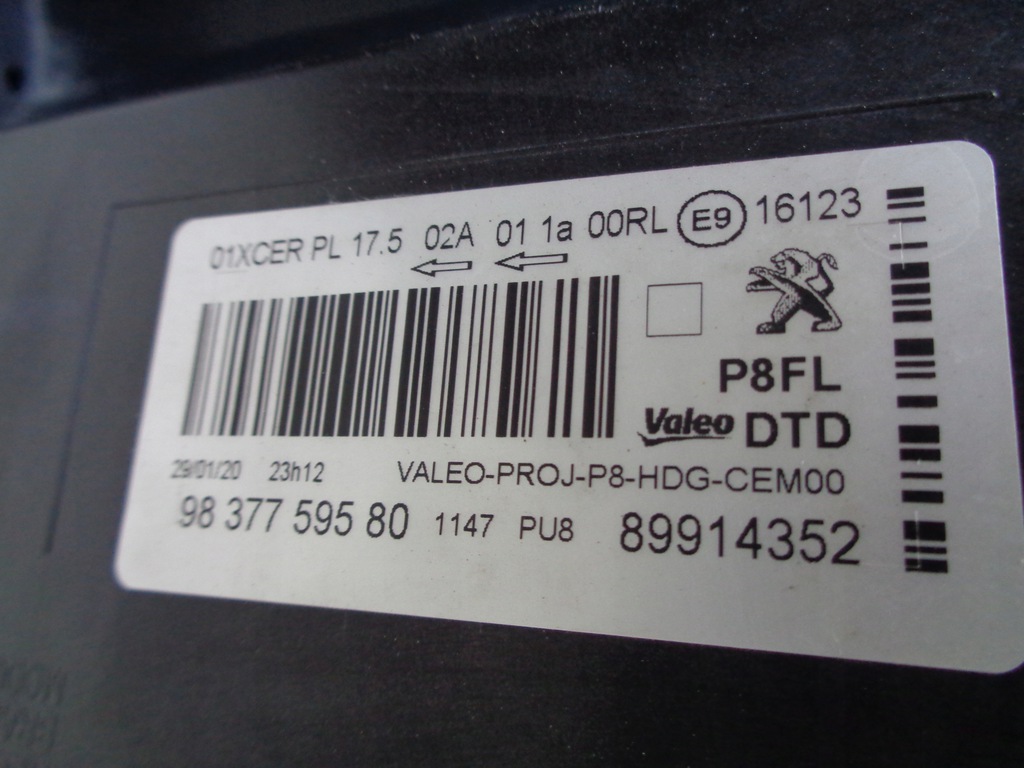 01XCER PL 17.5 02A 01 1a 00RL E9 16123
P8FL
Valeo DTD
29/01/20 23h12 VALEO-PROJ-P8-HDG-CEM00
98 377 595 80 1147 PU8 89914352